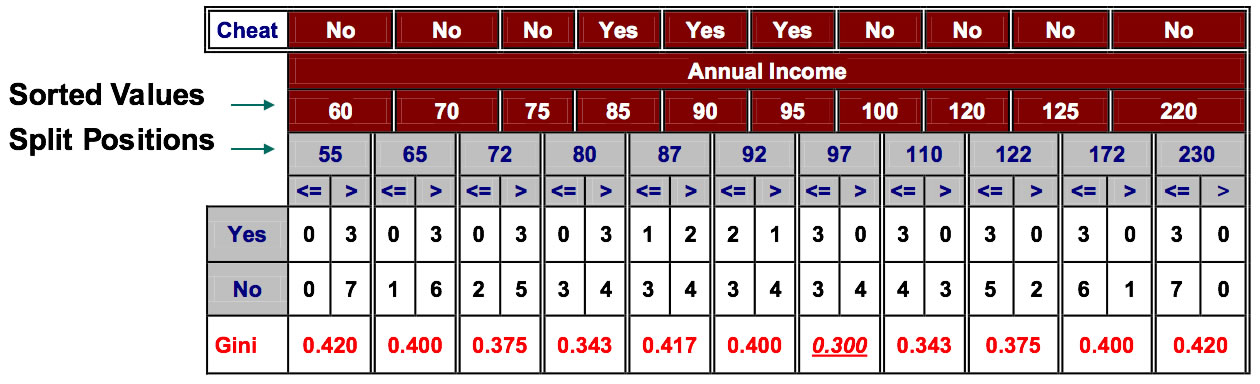 Cheat No No No Yes Yes Yes No No No No
Annual Income
Sorted Values 60 70 75 85 90 95 100 120 125 220
Split Positions 55 65 72 80 87 92 97 110 122 172 230
<= > <= > <= > <= > <= > <= > <= > <= > <= > <= > <= >
Yes 0 3 0 3 0 3 0 3 1 2 2 1 3 0 3 0 3 0 3 0 3 0
No 0 7 1 6 2 5 3 4 3 4 3 4 3 4 4 3 5 2 6 1 7 0
Gini 0.420 0.400 0.375 0.343 0.417 0.400 0.300 0.343 0.375 0.400 0.420